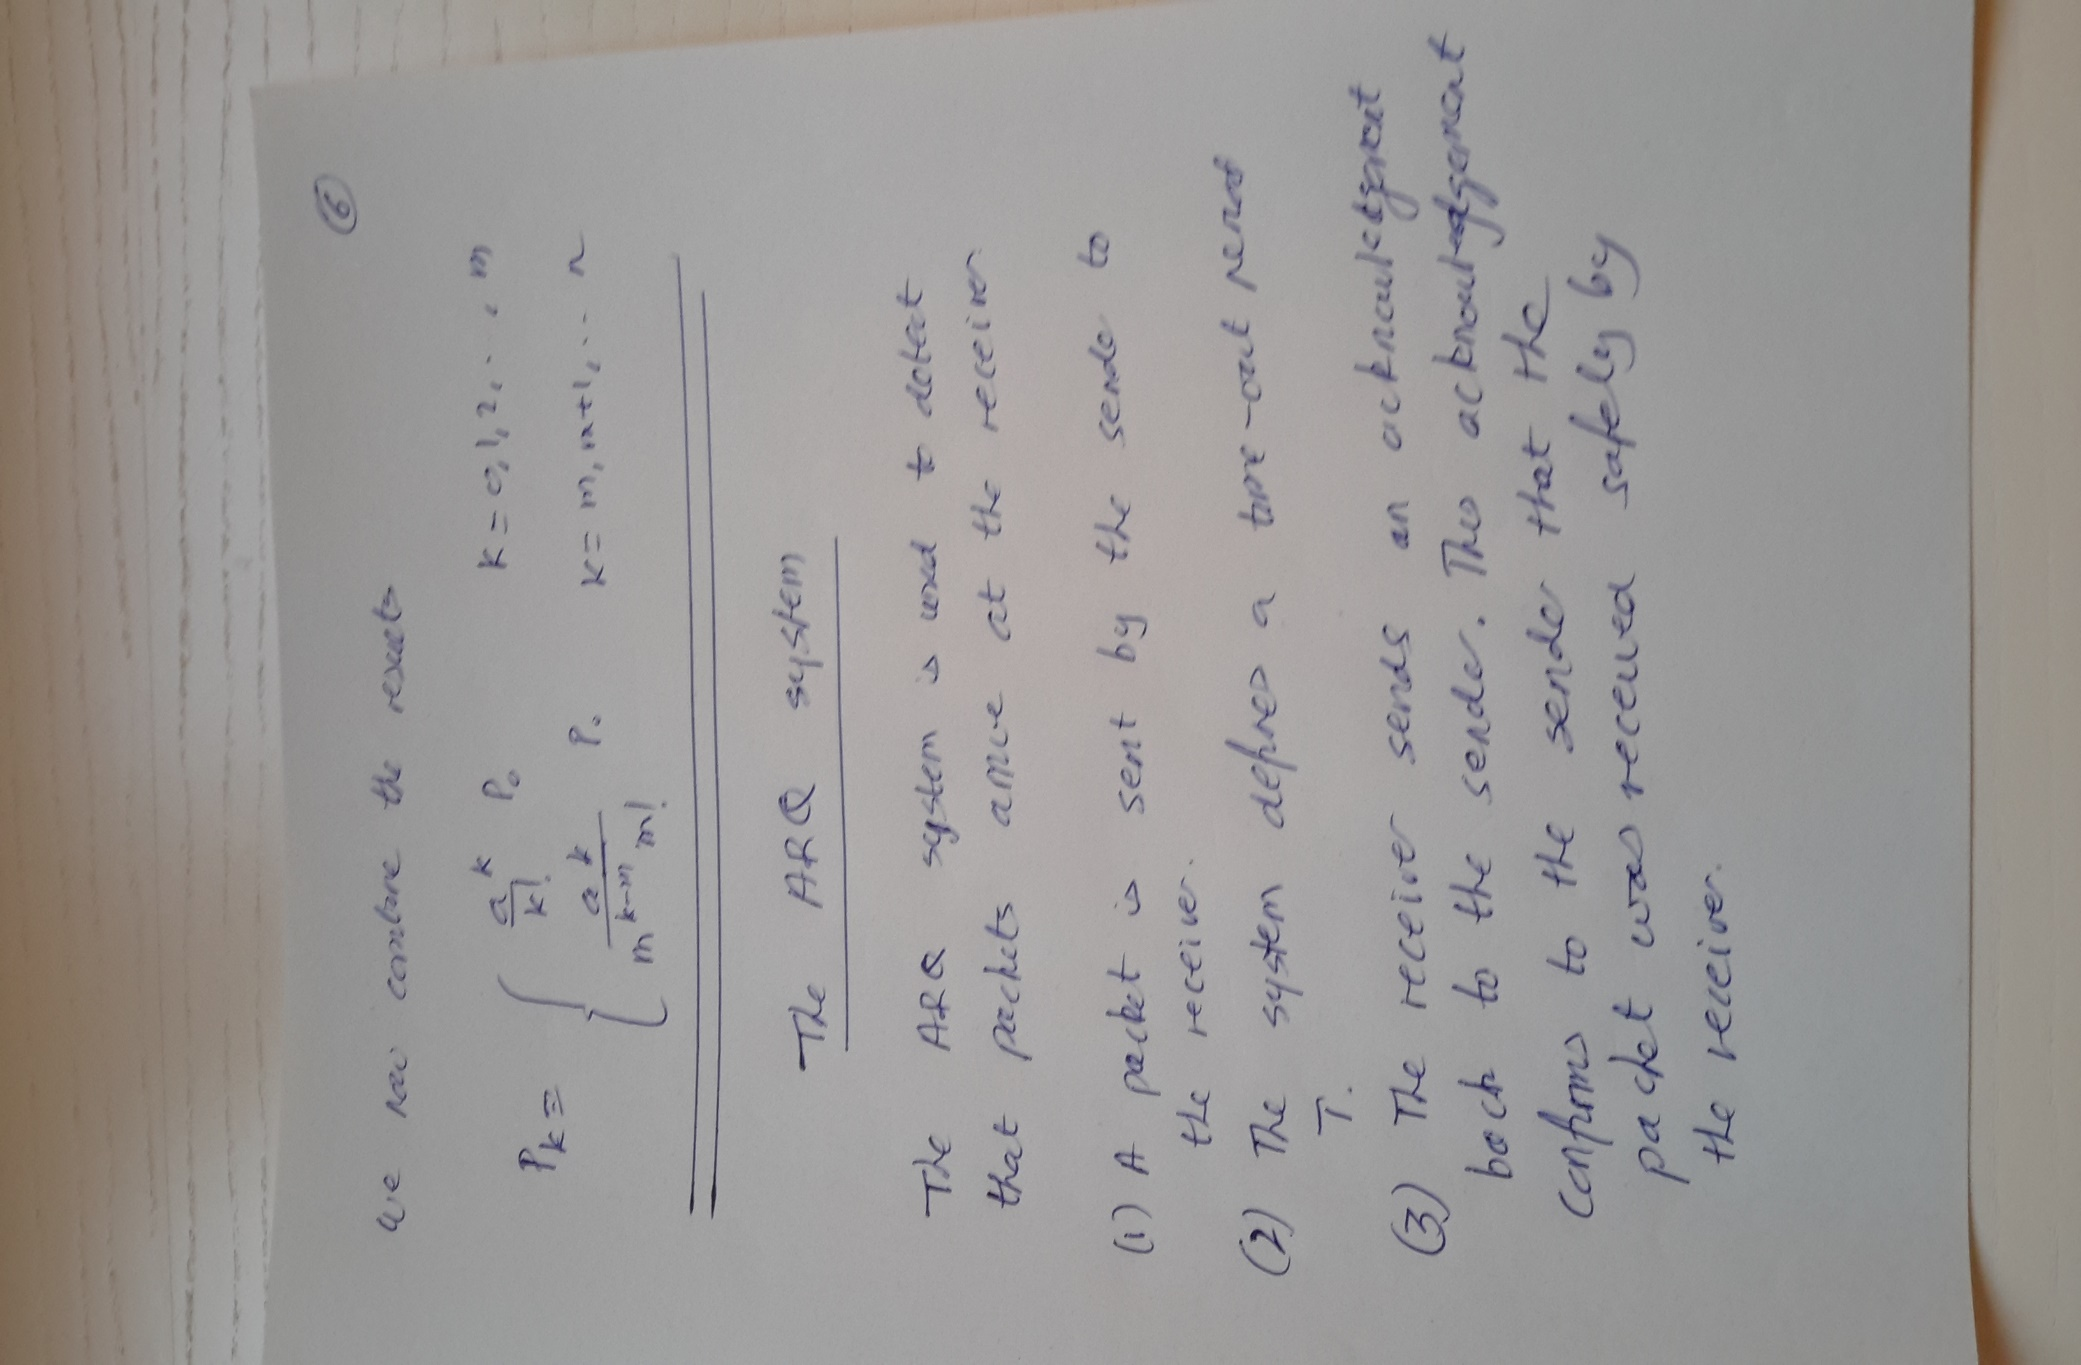 ⑥
we now combine the results
P_k = { a^k / k! P_0    k = 0, 1, 2, . . . , m
a^k / (m^(k-m) m!) P_0    k = m, m+1, . . . n
The ARQ system
The ARQ system is used to detect
that packets arrive at the receiver.
(1) A packet is sent by the sender to
the receiver.
(2) The system defines a time-out period
T.
(3) The receiver sends an acknowledgment
back to the sender. This acknowledgement
confirms to the sender that the
packet was received safely by
the receiver.